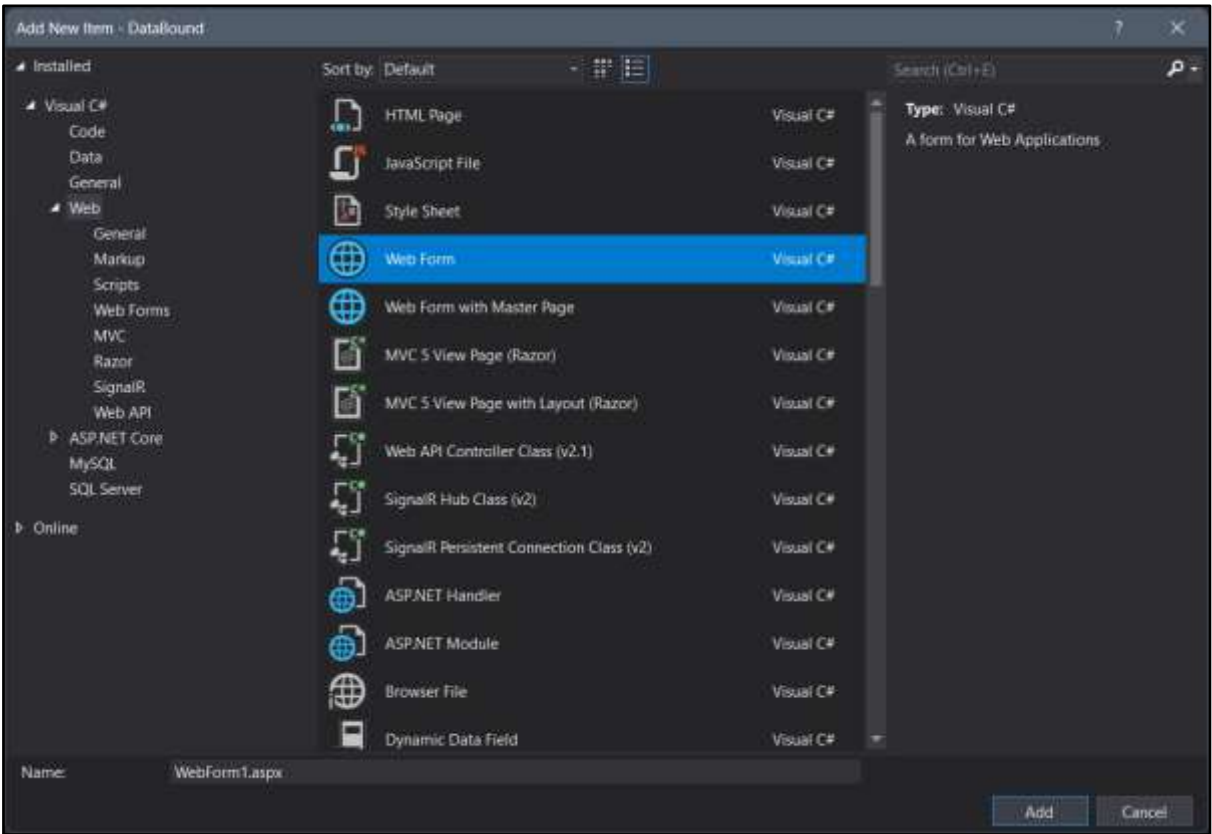 Add New Item - DataBound
? ×
Installed
Sort by: Default
Search (Ctrl+E)
Visual C#
Code
Data
General
Web
General
Markup
Scripts
Web Forms
MVC
Razor
SignalR
Web API
ASP.NET Core
MySQL
SQL Server
Online
HTML Page Visual C#
JavaScript File Visual C#
Style Sheet Visual C#
Web Form Visual C#
Web Form with Master Page Visual C#
MVC 5 View Page (Razor) Visual C#
MVC 5 View Page with Layout (Razor) Visual C#
Web API Controller Class (v2.1) Visual C#
SignalR Hub Class (v2) Visual C#
SignalR Persistent Connection Class (v2) Visual C#
ASP.NET Handler Visual C#
ASP.NET Module Visual C#
Browser File Visual C#
Dynamic Data Field Visual C#
Type: Visual C#
A form for Web Applications
Name: WebForm1.aspx
Add Cancel